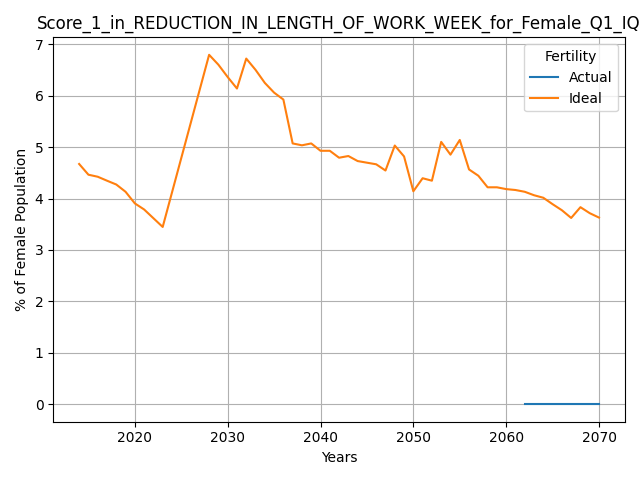 Score_1_in_REDUCTION_IN_LENGTH_OF_WORK_WEEK_for_Female_Q1_IQ
7
6
5
4
3
2
1
0
% of Female Population
Fertility
Actual
Ideal
2020 2030 2040 2050 2060 2070
Years